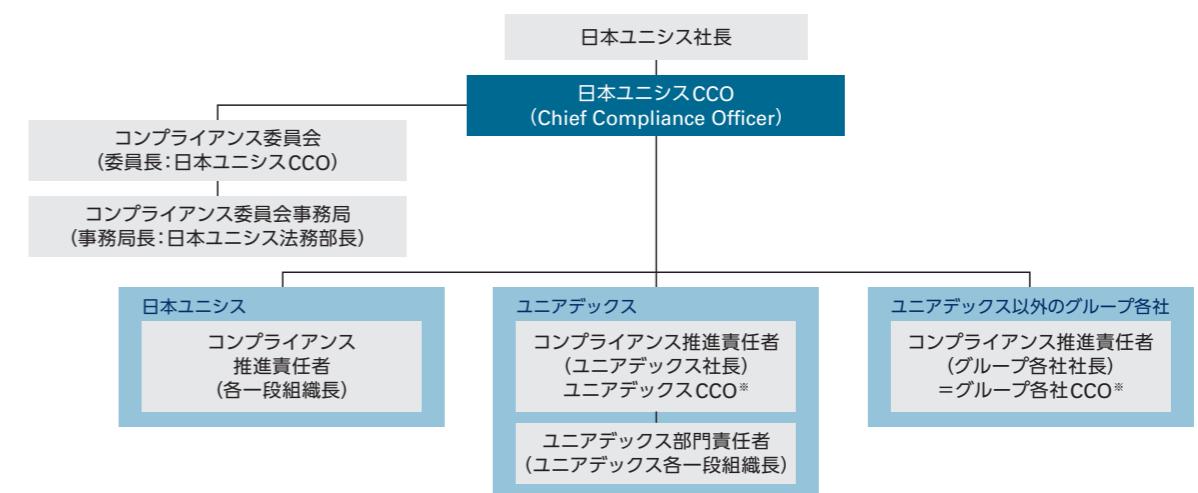 日本ユニシス社長
日本ユニシスCCO
(Chief Compliance Officer)
コンプライアンス委員会
(委員長:日本ユニシスCCO)
コンプライアンス委員会事務局
(事務局長:日本ユニシス法務部長)
日本ユニシス
コンプライアンス
推進責任者
(各一段組織長)
ユニアデックス
コンプライアンス推進責任者
(ユニアデックス社長)
ユニアデックスCCO※
ユニアデックス部門責任者
(ユニアデックス各一段組織長)
ユニアデックス以外のグループ各社
コンプライアンス推進責任者
(グループ各社社長)
=グループ各社CCO※